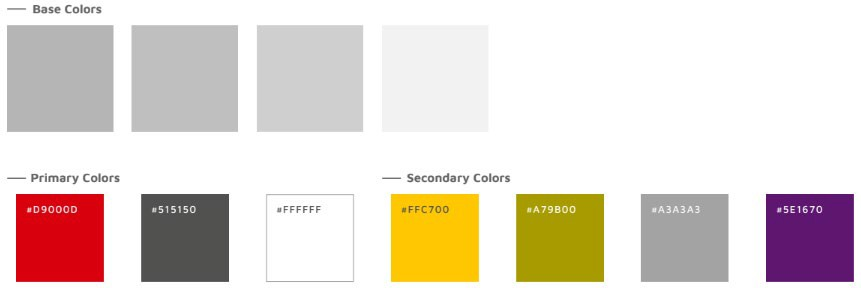 Base Colors
Primary Colors
Secondary Colors
#D9000D
#515150
#FFFFFF
#FFC700
#A79B00
#A3A3A3
#5E1670